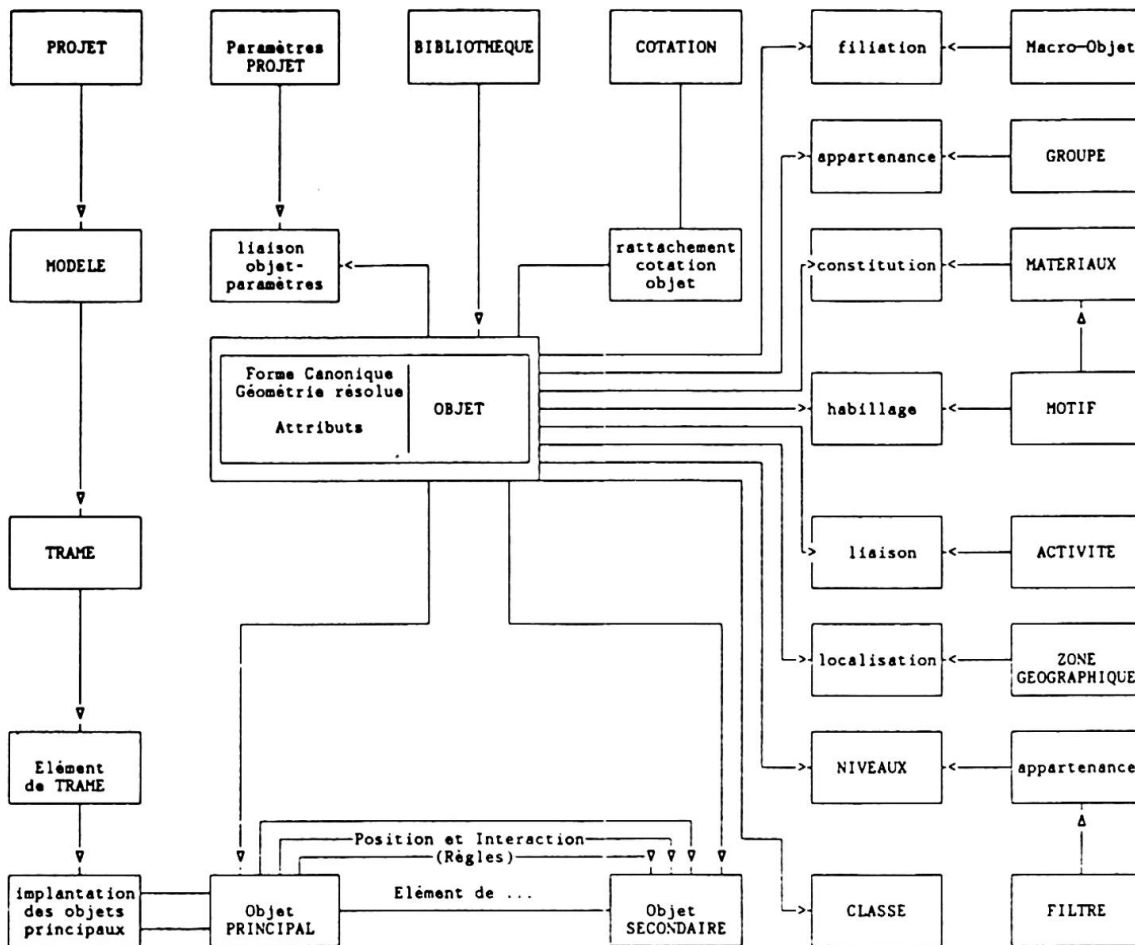 PROJET
Paramètres
PROJET
BIBLIOTHEQUE
COTATION
filiation
Macro-Objet
appartenance
GROUPE
MODELE
liaison
objet-
paramètres
rattachement
cotation
objet
constitution
MATERIAUX
Forme Canonique
Géométrie résolue
Attributs
OBJET
habillage
MOTIF
TRAME
liaison
ACTIVITE
localisation
ZONE
GEOGRAPHIQUE
Elément
de TRAME
NIVEAUX
appartenance
Position et Interaction
(Règles)
implantation
des objets
principaux
Objet
PRINCIPAL
Elément de ...
Objet
SECONDAIRE
CLASSE
FILTRE